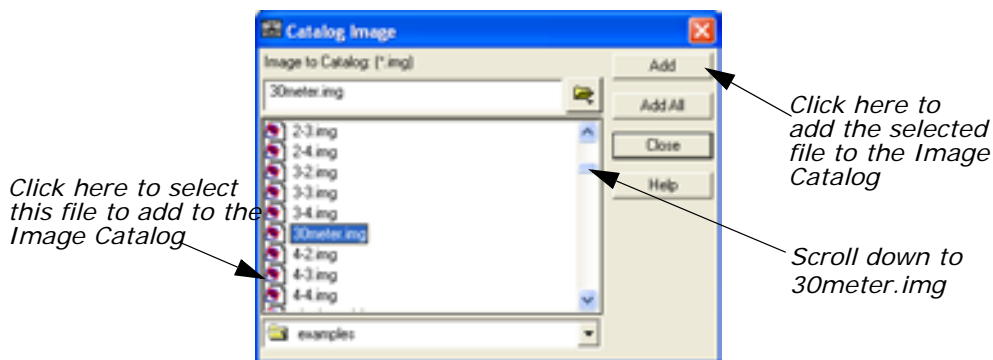 Catalog Image
Image to Catalog: (*.img)
30meter.img
2-3.img
2-4.img
3-2.img
3-3.img
3-4.img
30meter.img
4-2.img
4-3.img
4-4.img
examples
Add
Add All
Close
Help
Click here to select
this file to add to the
Image Catalog
Click here to
add the selected
file to the Image
Catalog
Scroll down to
30meter.img